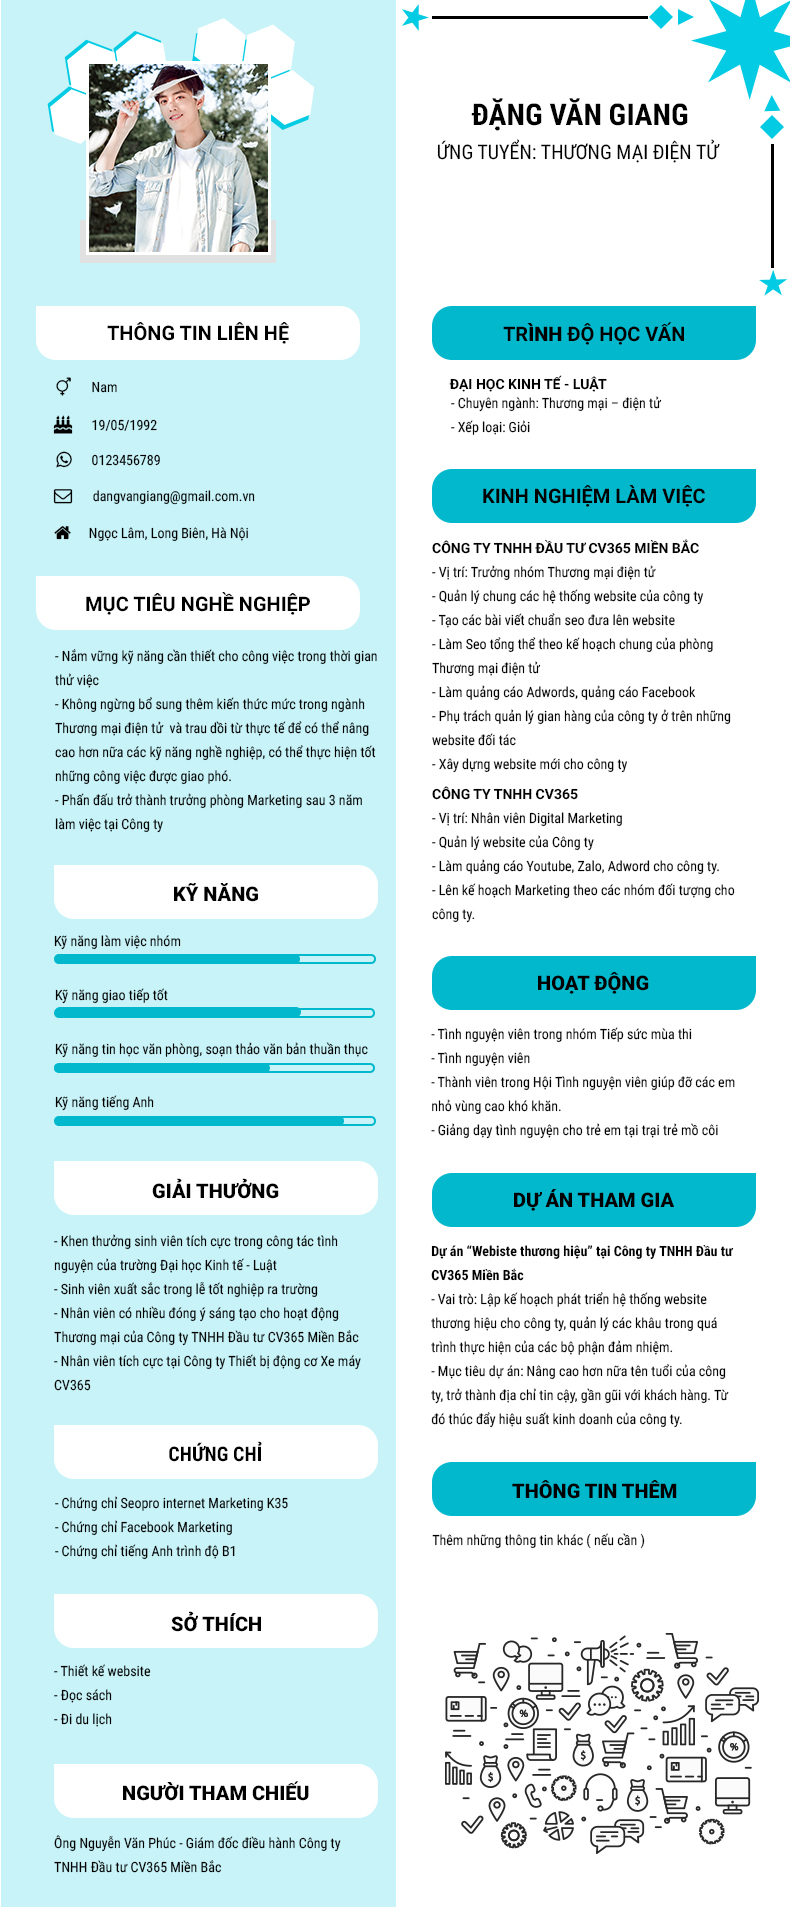 ĐẶNG VĂN GIANG
ỨNG TUYỂN: THƯƠNG MẠI ĐIỆN TỬ
THÔNG TIN LIÊN HỆ
Nam
19/05/1992
0123456789
dangvangiang@gmail.com.vn
Ngọc Lâm, Long Biên, Hà Nội
MỤC TIÊU NGHỀ NGHIỆP
- Nắm vững kỹ năng cần thiết cho công việc trong thời gian
thử việc
- Không ngừng bổ sung thêm kiến thức mức trong ngành
Thương mại điện tử và trau dồi từ thực tế để có thể nâng
cao hơn nữa các kỹ năng nghề nghiệp, có thể thực hiện tốt
những công việc được giao phó.
- Phấn đấu trở thành trưởng phòng Marketing sau 3 năm
làm việc tại Công ty
KỸ NĂNG
Kỹ năng làm việc nhóm
Kỹ năng giao tiếp tốt
Kỹ năng tin học văn phòng, soạn thảo văn bản thuần thục
Kỹ năng tiếng Anh
GIẢI THƯỞNG
- Khen thưởng sinh viên tích cực trong công tác tình
nguyện của trường Đại học Kinh tế - Luật
- Sinh viên xuất sắc trong lễ tốt nghiệp ra trường
- Nhân viên có nhiều đóng ý sáng tạo cho hoạt động
Thương mại của Công ty TNHH Đầu tư CV365 Miền Bắc
- Nhân viên tích cực tại Công ty Thiết bị động cơ Xe máy
CV365
CHỨNG CHỈ
- Chứng chỉ Seopro internet Marketing K35
- Chứng chỉ Facebook Marketing
- Chứng chỉ tiếng Anh trình độ B1
SỞ THÍCH
- Thiết kế website
- Đọc sách
- Đi du lịch
NGƯỜI THAM CHIẾU
Ông Nguyễn Văn Phúc - Giám đốc điều hành Công ty
TNHH Đầu tư CV365 Miền Bắc
TRÌNH ĐỘ HỌC VẤN
ĐẠI HỌC KINH TẾ - LUẬT
- Chuyên ngành: Thương mại – điện tử
- Xếp loại: Giỏi
KINH NGHIỆM LÀM VIỆC
CÔNG TY TNHH ĐẦU TƯ CV365 MIỀN BẮC
- Vị trí: Trưởng nhóm Thương mại điện tử
- Quản lý chung các hệ thống website của công ty
- Tạo các bài viết chuẩn seo đưa lên website
- Làm Seo tổng thể theo kế hoạch chung của phòng
Thương mại điện tử
- Làm quảng cáo Adwords, quảng cáo Facebook
- Phụ trách quản lý gian hàng của công ty ở trên những
website đối tác
- Xây dựng website mới cho công ty
CÔNG TY TNHH CV365
- Vị trí: Nhân viên Digital Marketing
- Quản lý website của Công ty
- Làm quảng cáo Youtube, Zalo, Adword cho công ty.
- Lên kế hoạch Marketing theo các nhóm đối tượng cho
công ty.
HOẠT ĐỘNG
- Tình nguyện viên trong nhóm Tiếp sức mùa thi
- Tình nguyện viên
- Thành viên trong Hội Tình nguyện viên giúp đỡ các em
nhỏ vùng cao khó khăn.
- Giảng dạy tình nguyện cho trẻ em tại trại trẻ mồ côi
DỰ ÁN THAM GIA
Dự án “Webiste thương hiệu” tại Công ty TNHH Đầu tư
CV365 Miền Bắc
- Vai trò: Lập kế hoạch phát triển hệ thống website
thương hiệu cho công ty, quản lý các khâu trong quá
trình thực hiện của các bộ phận đảm nhiệm.
- Mục tiêu dự án: Nâng cao hơn nữa tên tuổi của công
ty, trở thành địa chỉ tin cậy, gần gũi với khách hàng. Từ
đó thúc đẩy hiệu suất kinh doanh của công ty.
THÔNG TIN THÊM
Thêm những thông tin khác ( nếu cần )